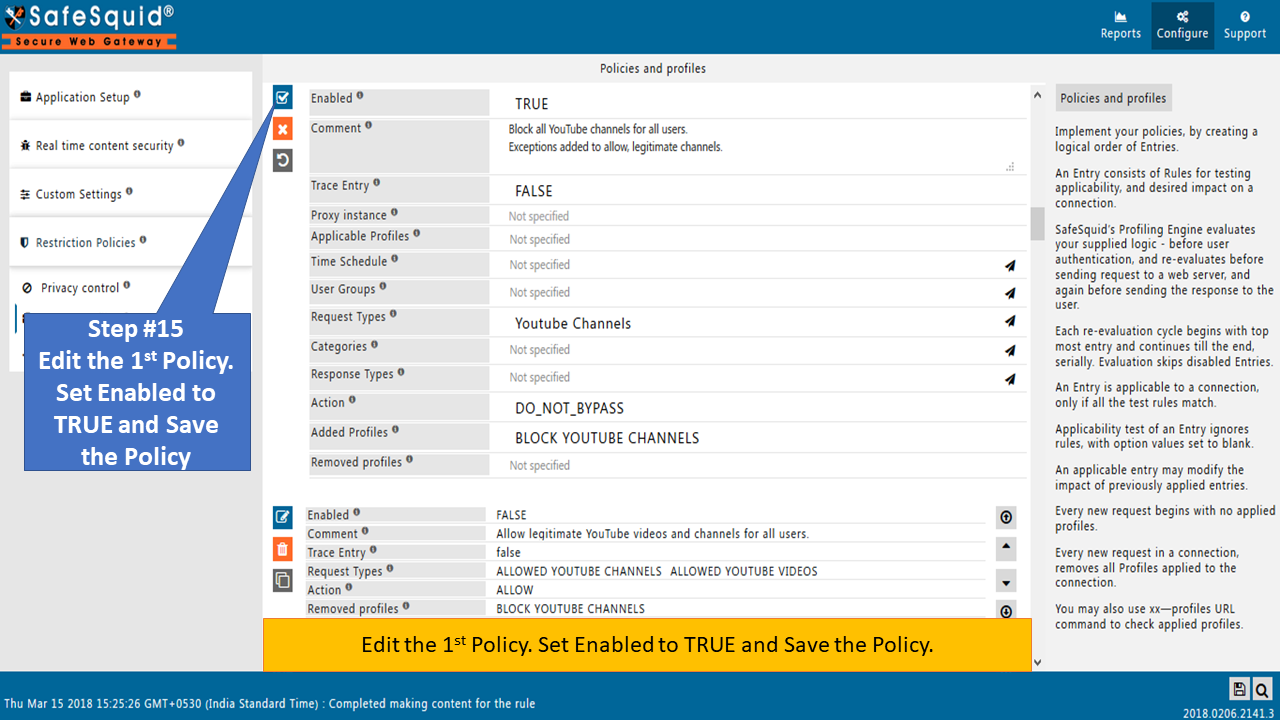 SafeSquid®
Secure Web Gateway
Reports
Configure
Support
Application Setup
Real time content security
Custom Settings
Restriction Policies
Privacy control
Step #15
Edit the 1st Policy.
Set Enabled to
TRUE and Save
the Policy
Policies and profiles
Enabled TRUE
Comment Block all YouTube channels for all users.
Exceptions added to allow, legitimate channels.
Trace Entry FALSE
Proxy instance Not specified
Applicable Profiles Not specified
Time Schedule Not specified
User Groups Not specified
Request Types Youtube Channels
Categories Not specified
Response Types Not specified
Action DO_NOT_BYPASS
Added Profiles BLOCK YOUTUBE CHANNELS
Removed profiles Not specified
Enabled FALSE
Comment Allow legitimate YouTube videos and channels for all users.
Trace Entry false
Request Types ALLOWED YOUTUBE CHANNELS ALLOWED YOUTUBE VIDEOS
Action ALLOW
Removed profiles BLOCK YOUTUBE CHANNELS
Edit the 1st Policy. Set Enabled to TRUE and Save the Policy.
Policies and profiles
Implement your policies, by creating a
logical order of Entries.
An Entry consists of Rules for testing
applicability, and desired impact on a
connection.
SafeSquid's Profiling Engine evaluates
your supplied logic - before user
authentication, and re-evaluates before
sending request to a web server, and
again before sending the response to the
user.
Each re-evaluation cycle begins with top
most entry and continues till the end,
serially. Evaluation skips disabled Entries.
An Entry is applicable to a connection,
only if all the test rules match.
Applicability test of an Entry ignores
rules, with option values set to blank.
An applicable entry may modify the
impact of previously applied entries.
Every new request begins with no applied
profiles.
Every new request in a connection,
removes all Profiles applied to the
connection.
You may also use xx—profiles URL
command to check applied profiles.
Thu Mar 15 2018 15:25:26 GMT+0530 (India Standard Time) : Completed making content for the rule
2018.0206.2141.3